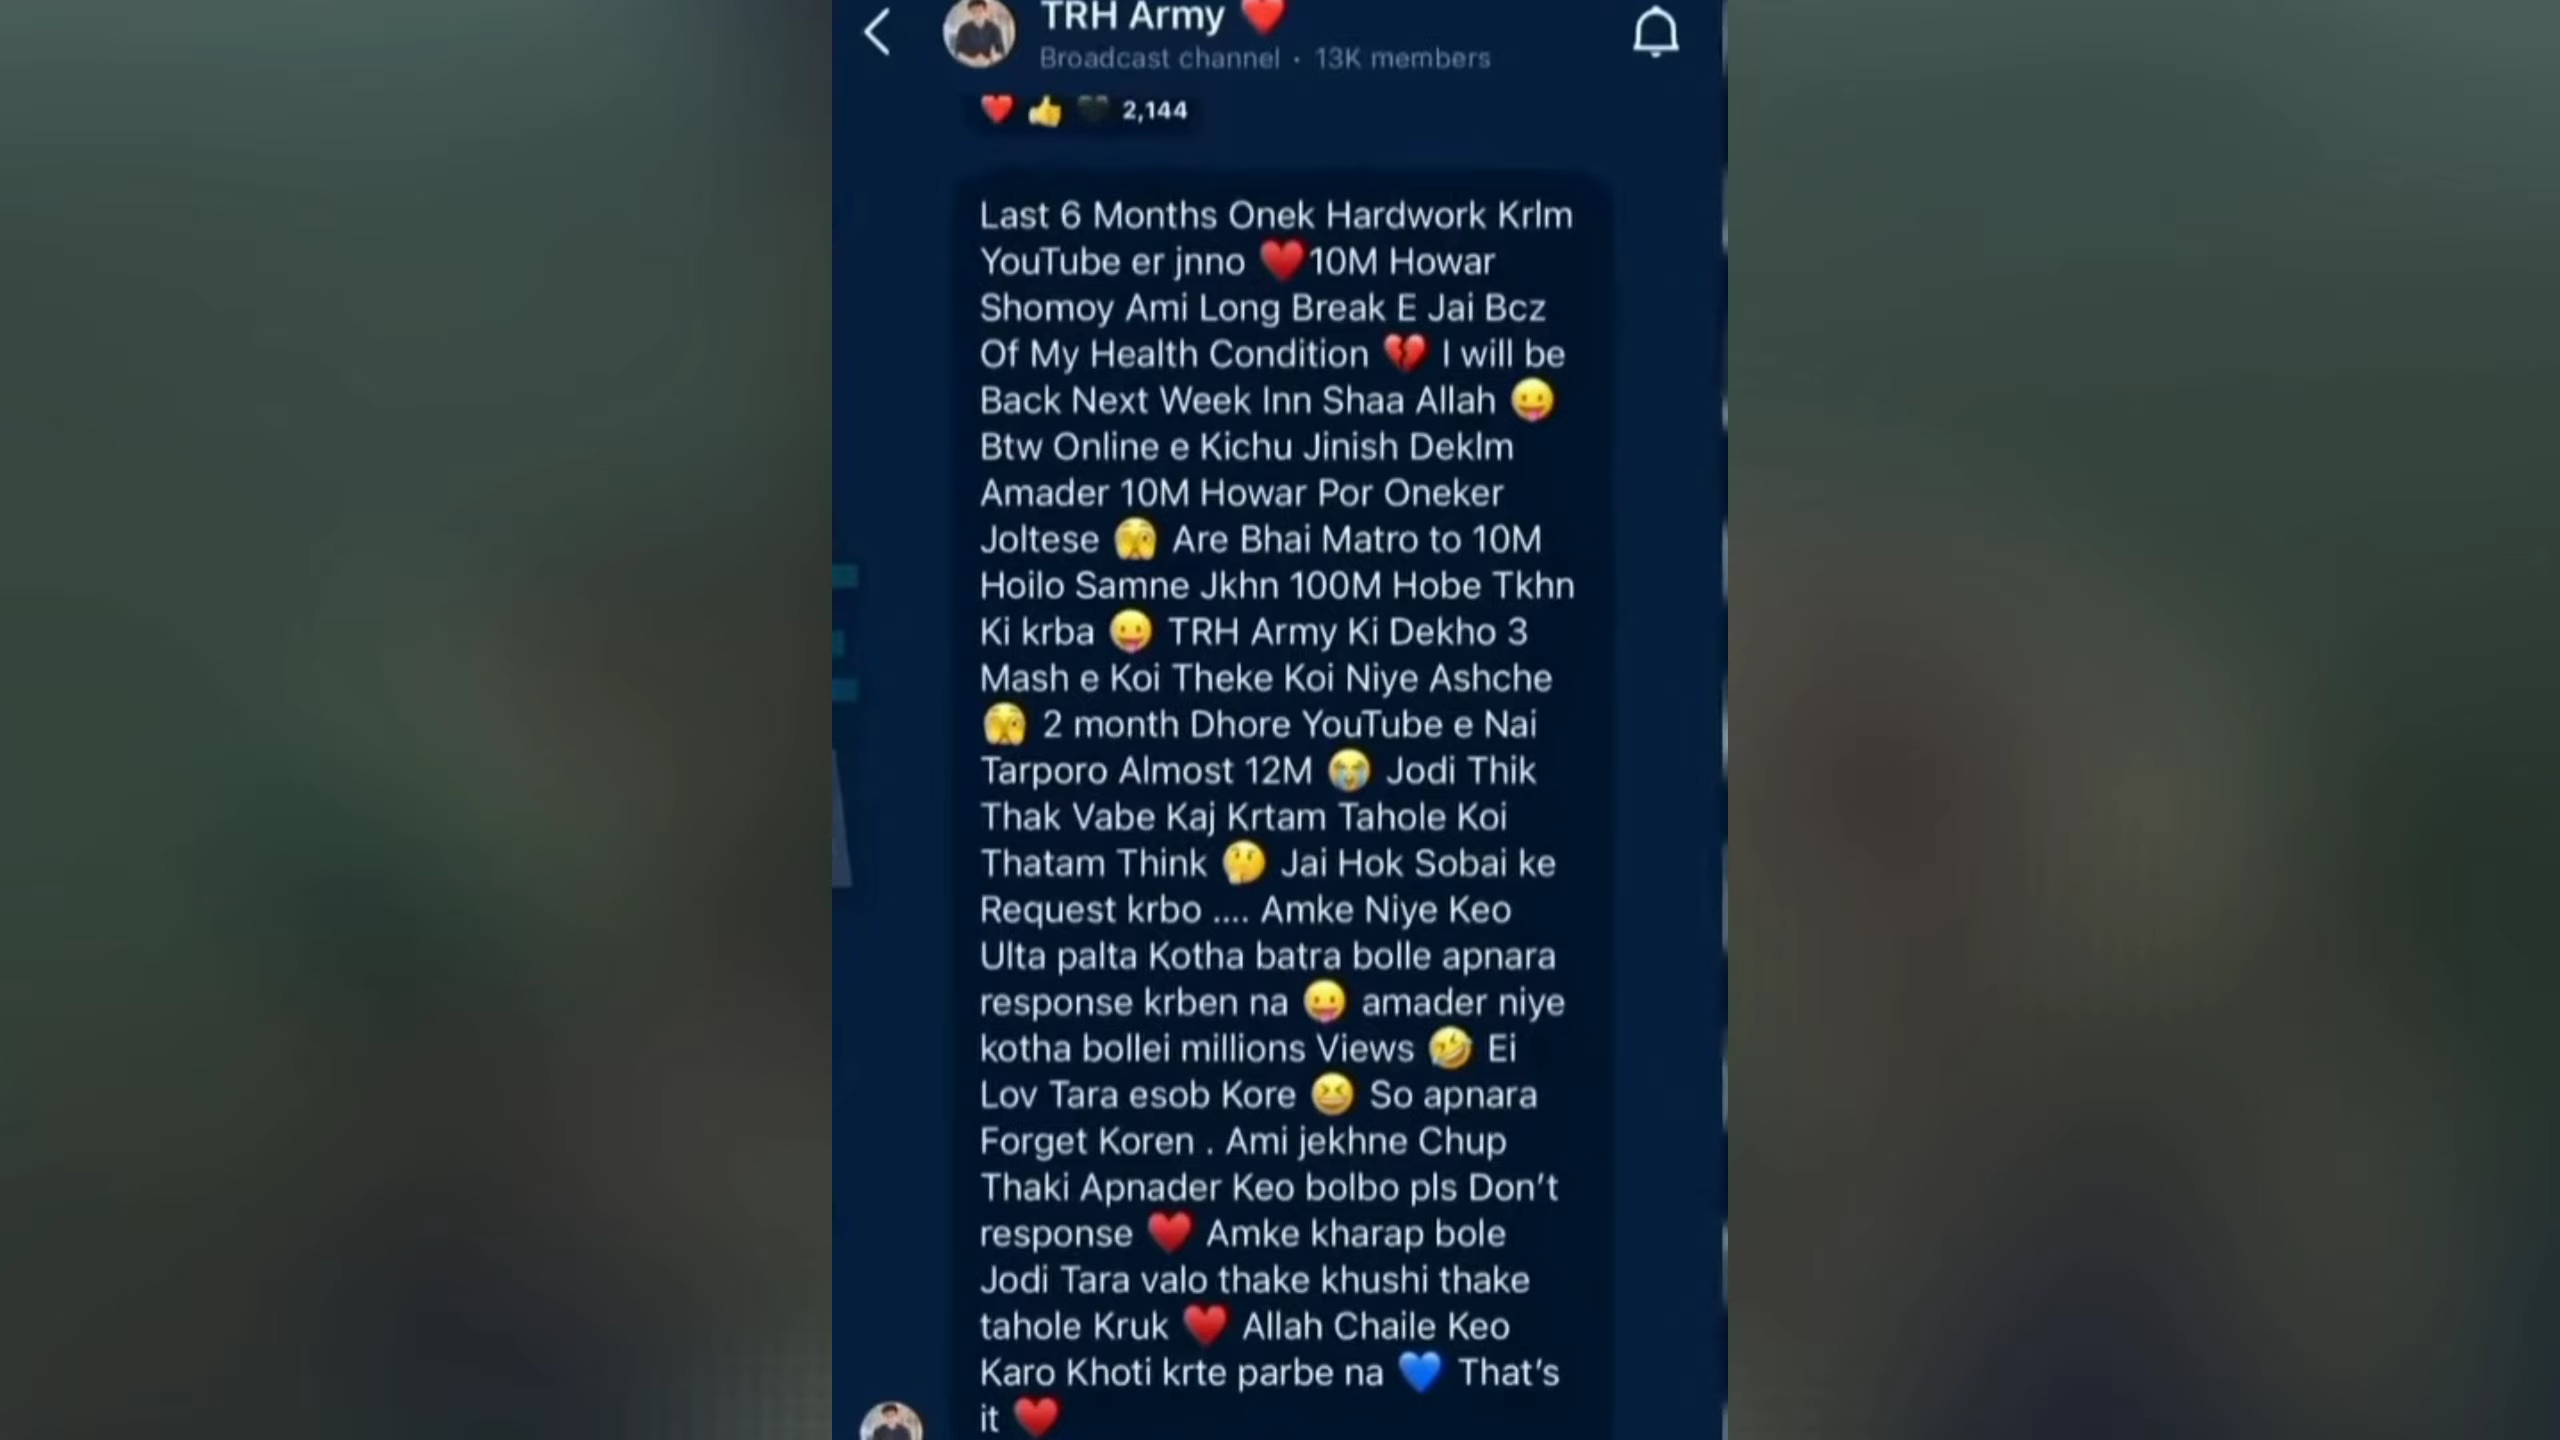 TRH Army ❤️
Broadcast channel · 13K members
❤️ 👍 🖤 2,144
Last 6 Months Onek Hardwork Krlm
YouTube er jnno ❤️10M Howar
Shomoy Ami Long Break E Jai Bcz
Of My Health Condition 💔 I will be
Back Next Week Inn Shaa Allah 😛
Btw Online e Kichu Jinish Deklm
Amader 10M Howar Por Oneker
Joltese 🫣 Are Bhai Matro to 10M
Hoilo Samne Jkhn 100M Hobe Tkhn
Ki krba 😛 TRH Army Ki Dekho 3
Mash e Koi Theke Koi Niye Ashche
🫣 2 month Dhore YouTube e Nai
Tarporo Almost 12M 😭 Jodi Thik
Thak Vabe Kaj Krtam Tahole Koi
Thatam Think 🤔 Jai Hok Sobai ke
Request krbo .... Amke Niye Keo
Ulta palta Kotha batra bolle apnara
response krben na 😛 amader niye
kotha bollei millions Views 🤣 Ei
Lov Tara esob Kore 😆 So apnara
Forget Koren . Ami jekhne Chup
Thaki Apnader Keo bolbo pls Don't
response ❤️ Amke kharap bole
Jodi Tara valo thake khushi thake
tahole Kruk ❤️ Allah Chaile Keo
Karo Khoti krte parbe na 💙 That's
it ❤️